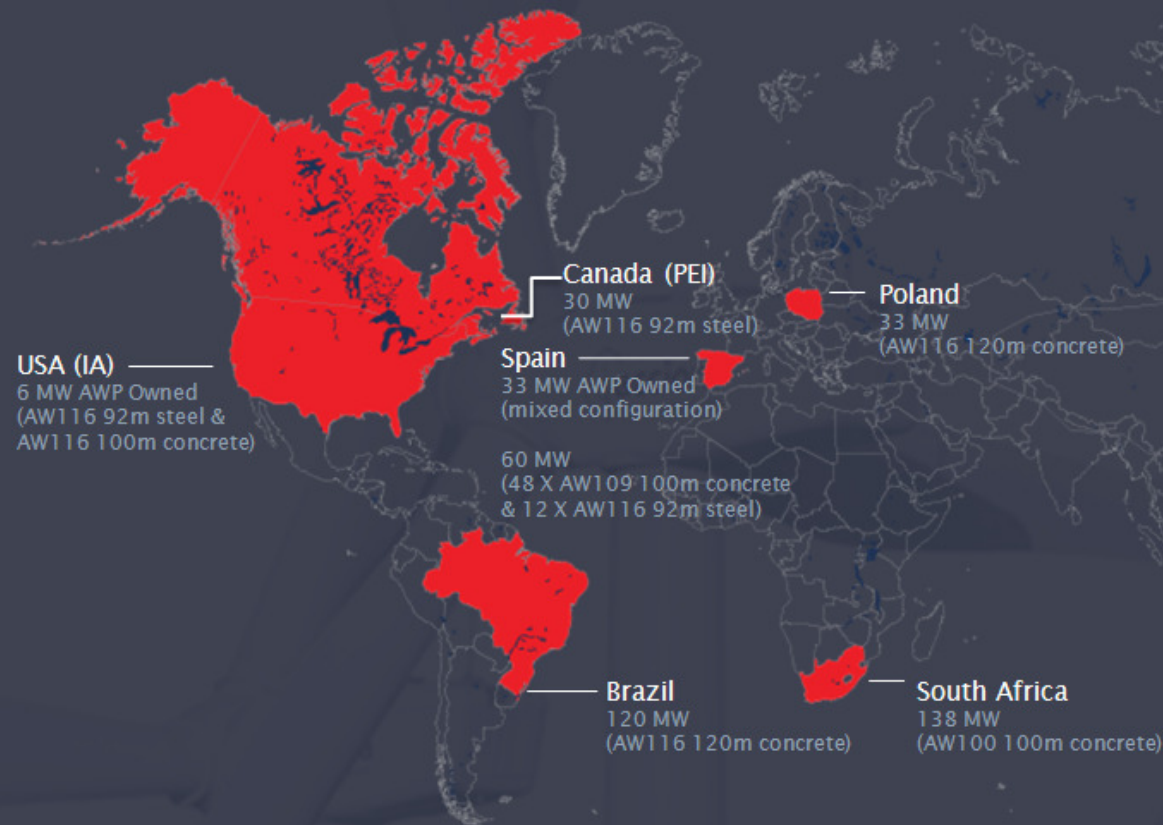 Canada (PEI)
30 MW
(AW116 92m steel)
Poland
33 MW
(AW116 120m concrete)
USA (IA)
6 MW AWP Owned
(AW116 92m steel &
AW116 100m concrete)
Spain
33 MW AWP Owned
(mixed configuration)
60 MW
(48 X AW109 100m concrete
& 12 X AW116 92m steel)
Brazil
120 MW
(AW116 120m concrete)
South Africa
138 MW
(AW100 100m concrete)